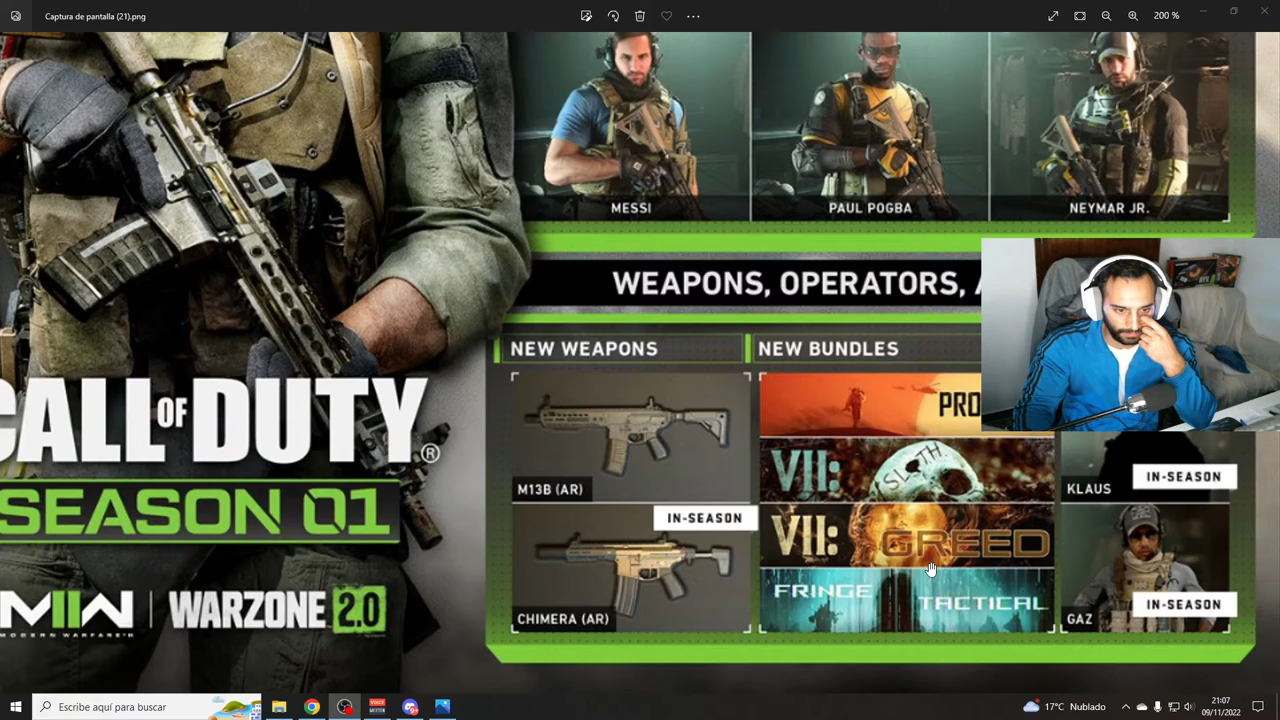 Captura de pantalla (21).png
200 %
MESSI
PAUL POGBA
NEYMAR JR.
WEAPONS, OPERATORS,
NEW WEAPONS
NEW BUNDLES
PRO
M13B (AR)
VII: SLOTH
KLAUS
IN-SEASON
CALL OF DUTY®
SEASON 01
IN-SEASON
VII: GREED
CHIMERA (AR)
FRINGE TACTICAL
GAZ
IN-SEASON
MWII | WARZONE 2.0
MODERN WARFARE II
Escribe aquí para buscar
17°C Nublado
21:07
09/11/2022